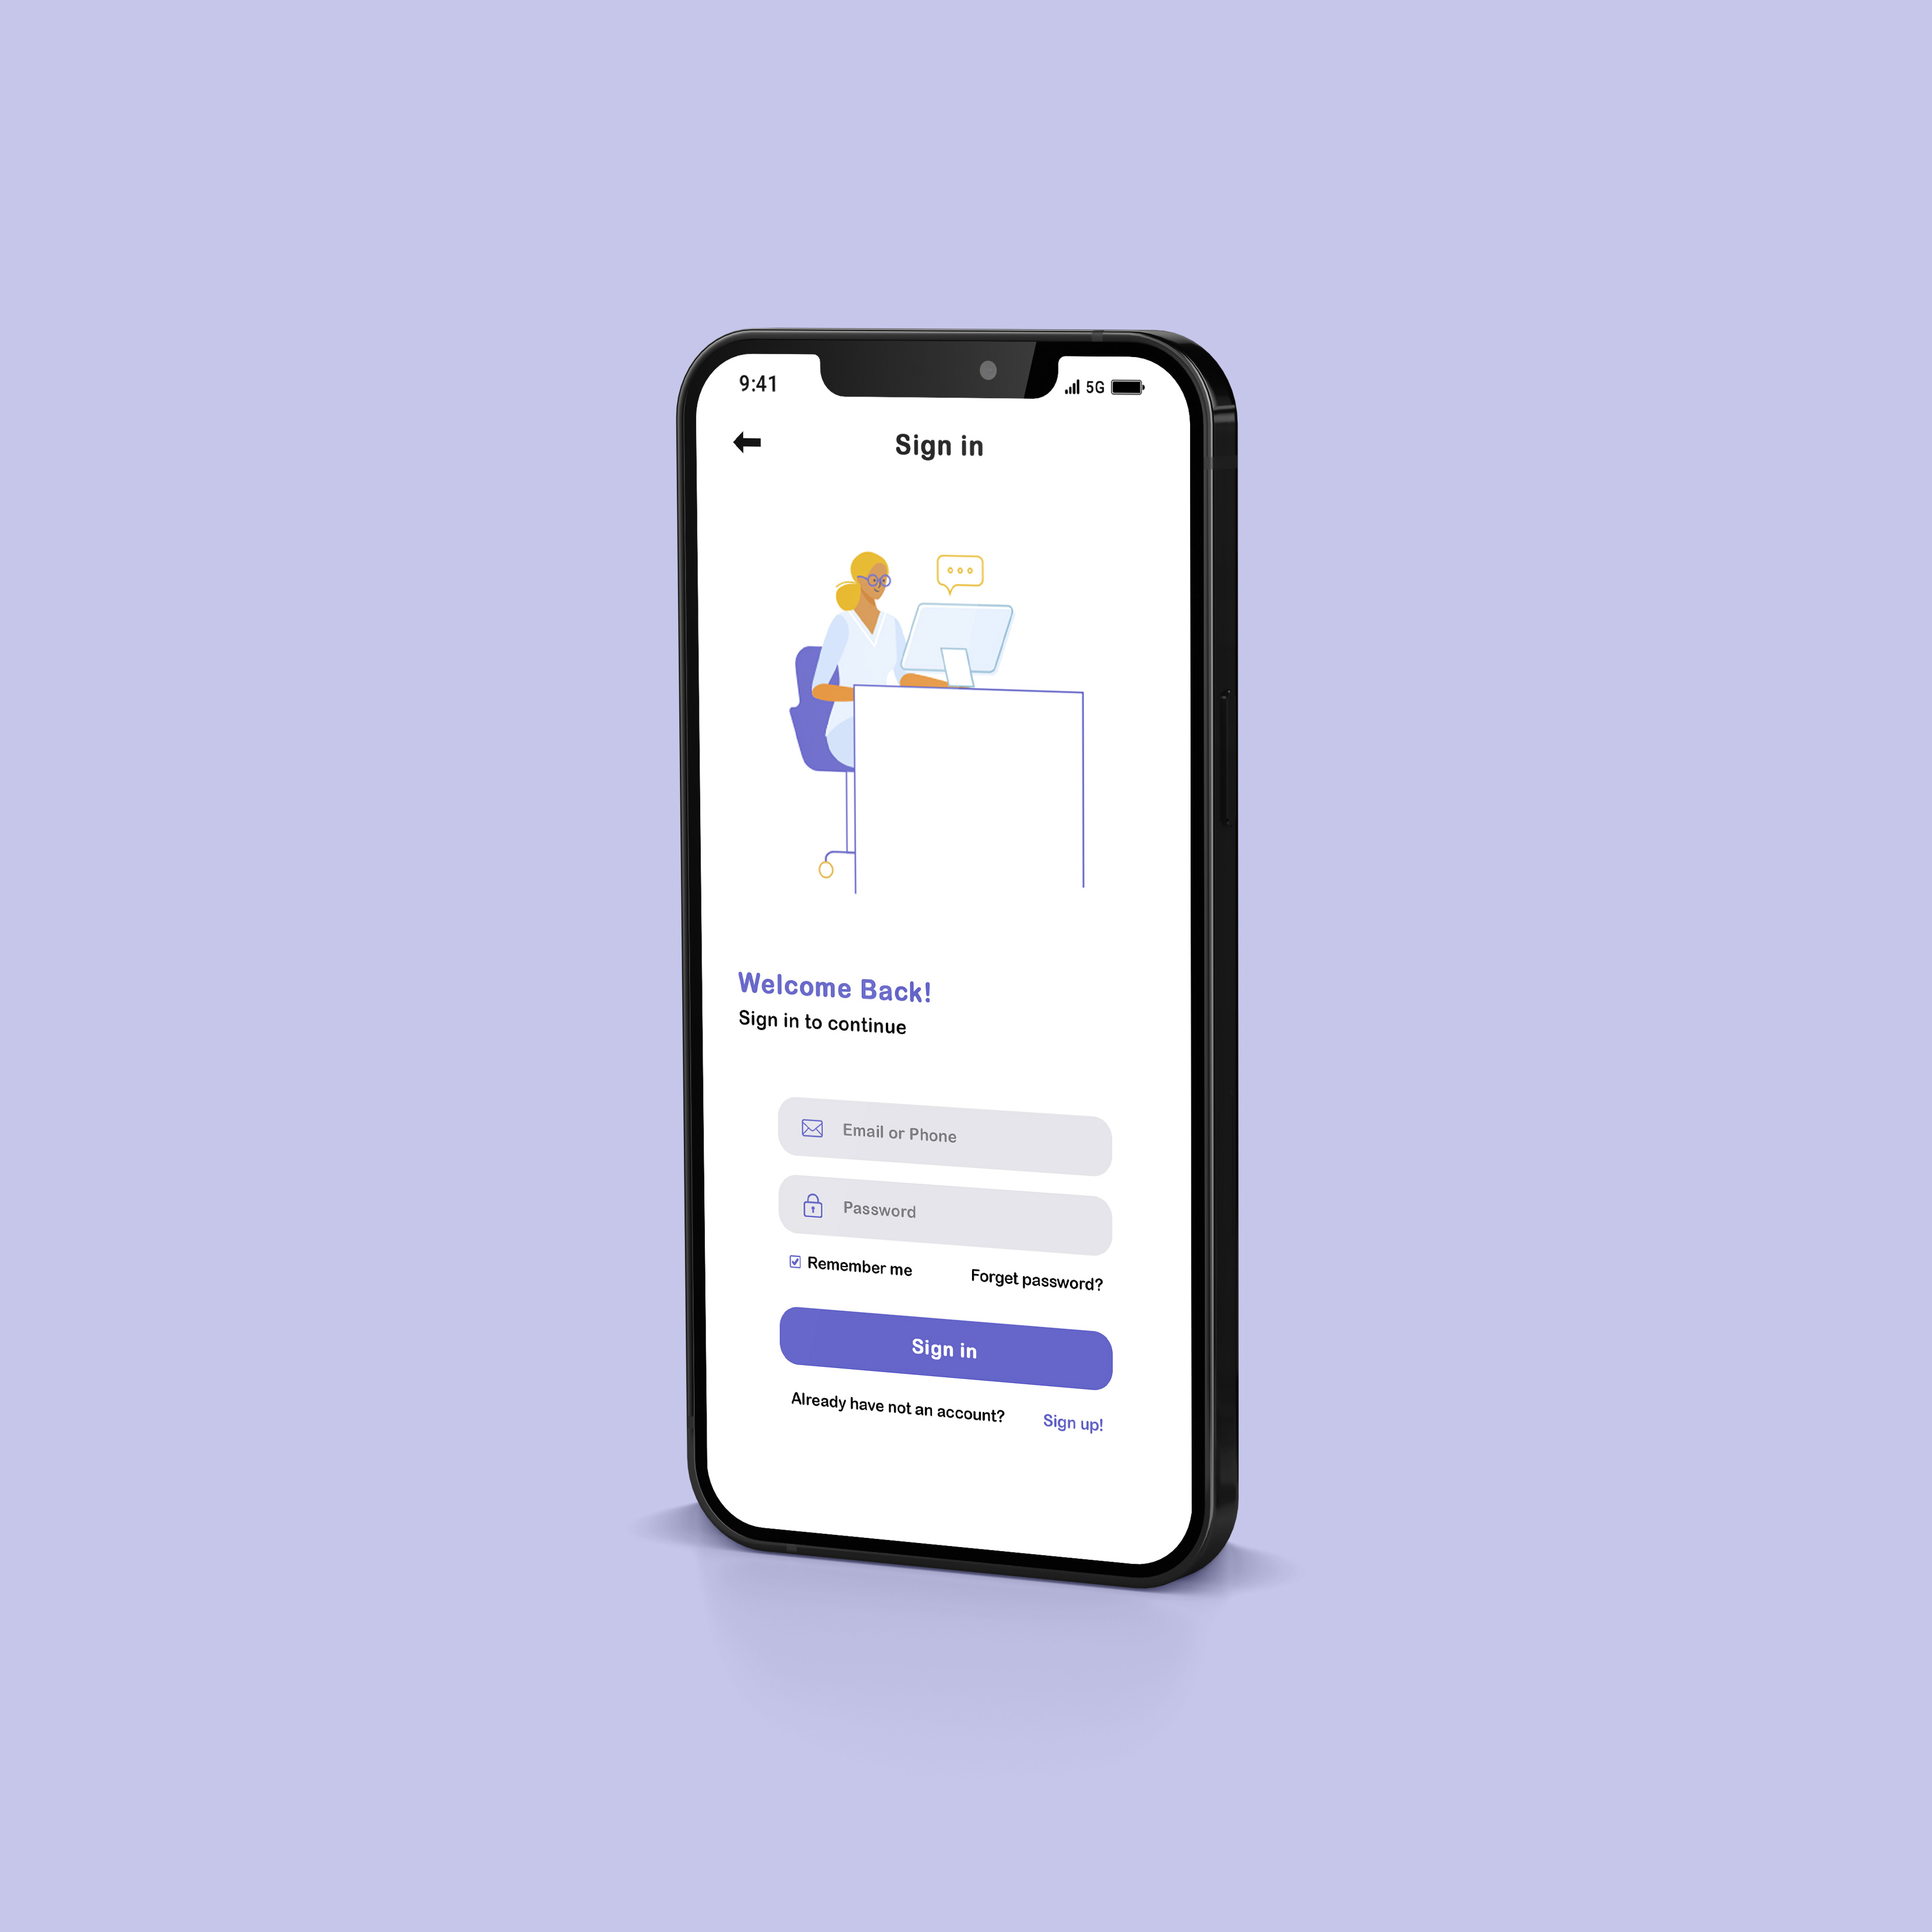 9:41
5G
Sign in
Welcome Back!
Sign in to continue
Email or Phone
Password
Remember me
Forget password?
Sign in
Already have not an account?
Sign up!